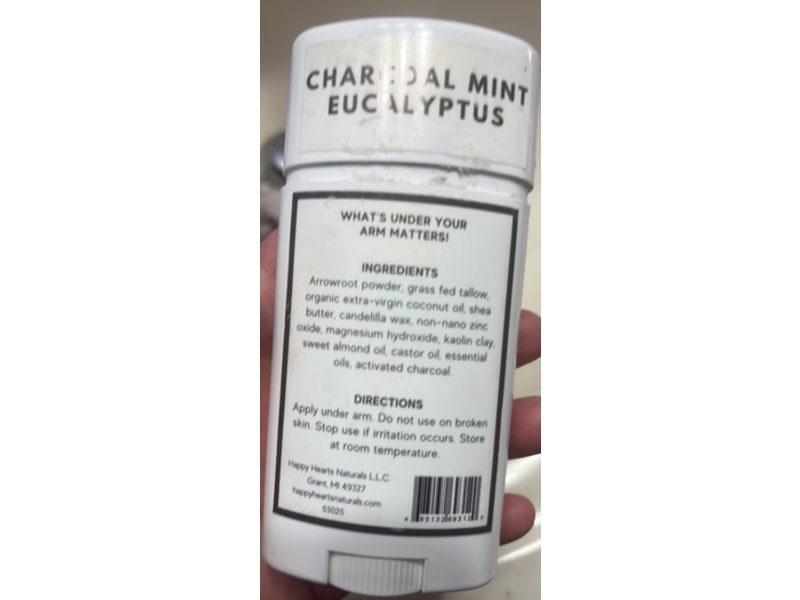 CHARCOAL MINT
EUCALYPTUS
WHAT'S UNDER YOUR
ARM MATTERS!
INGREDIENTS
Arrowroot powder, grass fed tallow,
organic extra-virgin coconut oil, shea
butter, candelilla wax, non-nano zinc
oxide, magnesium hydroxide, kaolin clay,
sweet almond oil, castor oil, essential
oils, activated charcoal.
DIRECTIONS
Apply under arm. Do not use on broken
skin. Stop use if irritation occurs. Store
at room temperature.
Happy Hearts Naturals L.L.C.
Grant, MI 49327
happyheartsnaturals.com
53025